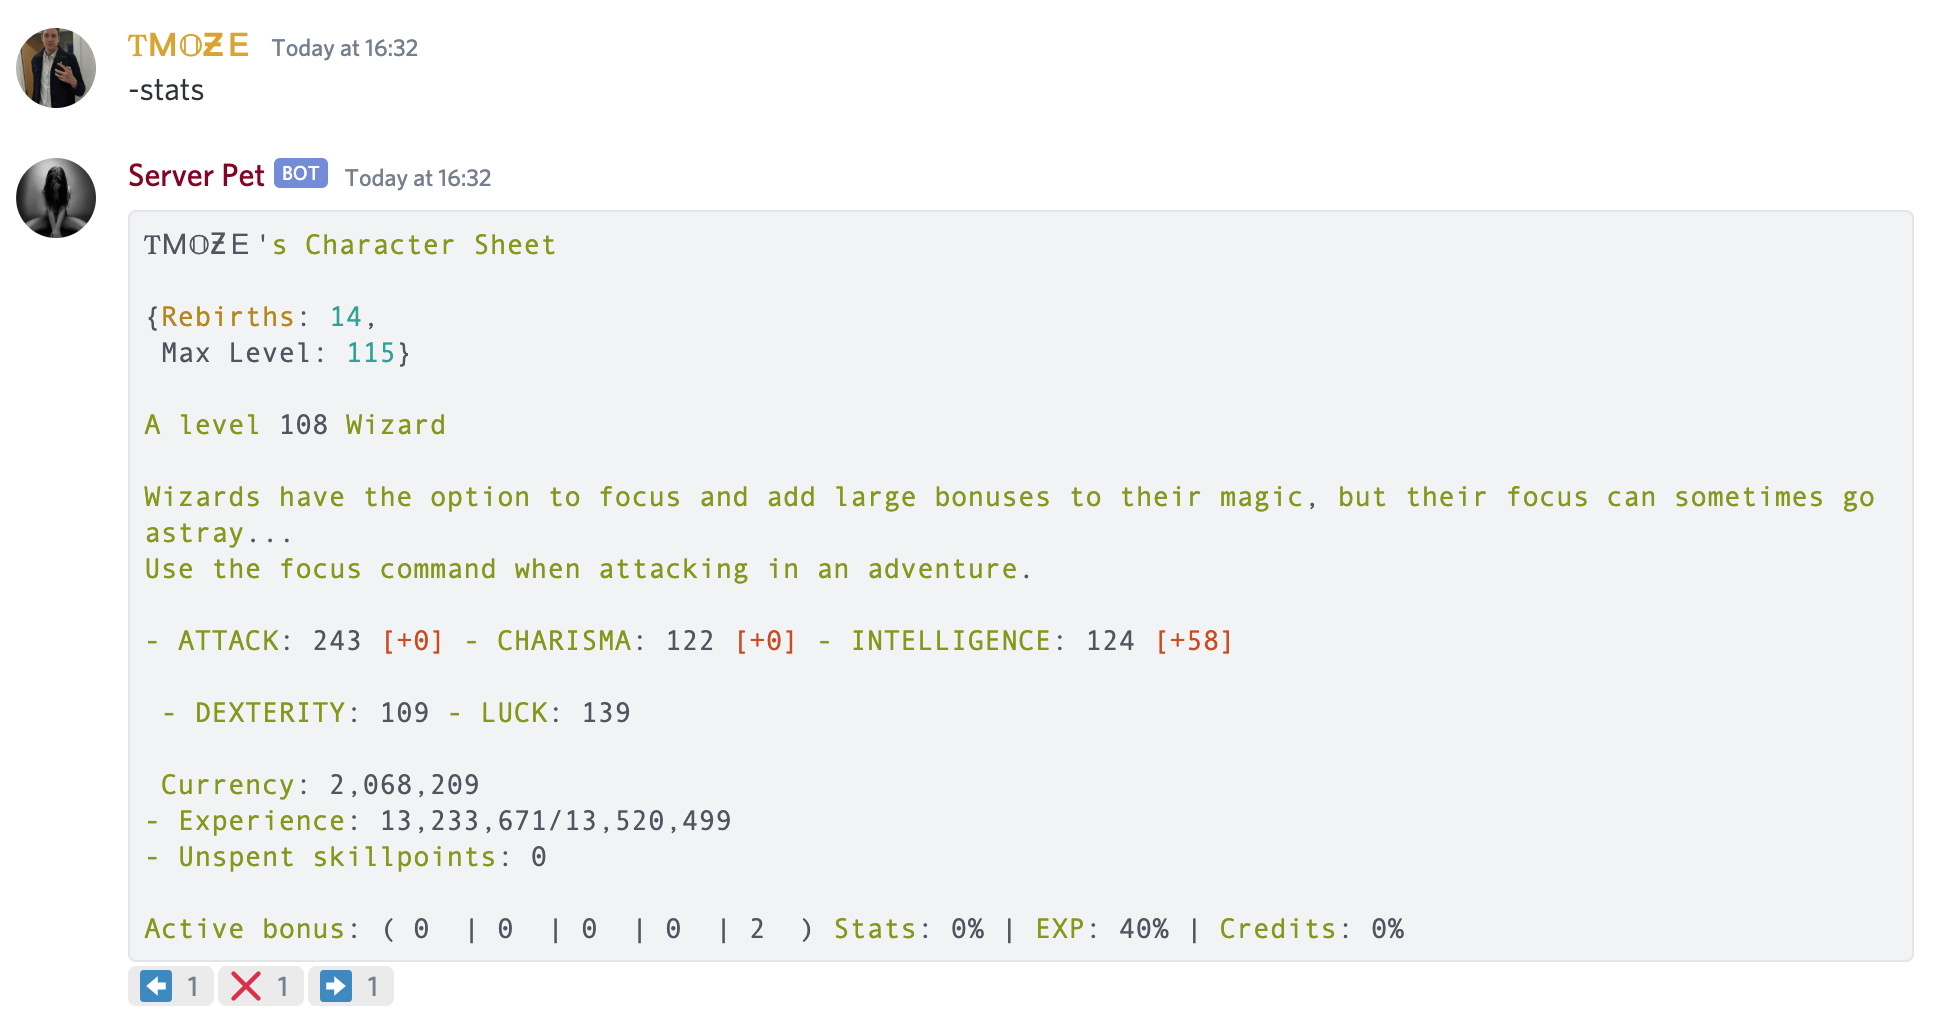 𝐓M𝕆Ƶ E Today at 16:32
-stats
Server Pet BOT Today at 16:32
𝐓M𝕆Ƶ E 's Character Sheet
{Rebirths: 14,
Max Level: 115}
A level 108 Wizard
Wizards have the option to focus and add large bonuses to their magic, but their focus can sometimes go
astray...
Use the focus command when attacking in an adventure.
- ATTACK: 243 [+0] - CHARISMA: 122 [+0] - INTELLIGENCE: 124 [+58]
- DEXTERITY: 109 - LUCK: 139
Currency: 2,068,209
- Experience: 13,233,671/13,520,499
- Unspent skillpoints: 0
Active bonus: ( 0 | 0 | 0 | 0 | 2 ) Stats: 0% | EXP: 40% | Credits: 0%
1 1 1